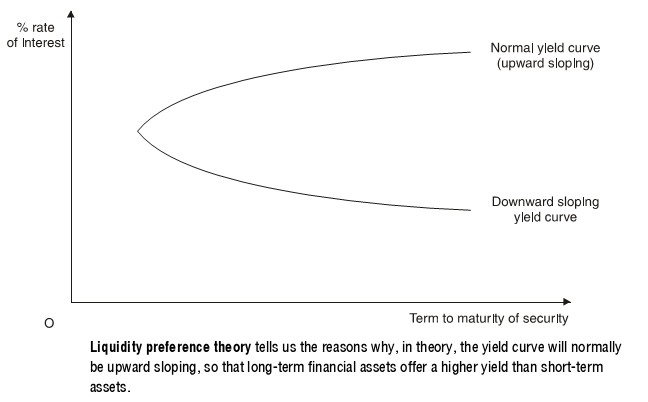 % rate
of interest
Normal yield curve
(upward sloping)
Downward sloping
yield curve
O
Term to maturity of security
Liquidity preference theory tells us the reasons why, in theory, the yield curve will normally
be upward sloping, so that long-term financial assets offer a higher yield than short-term
assets.